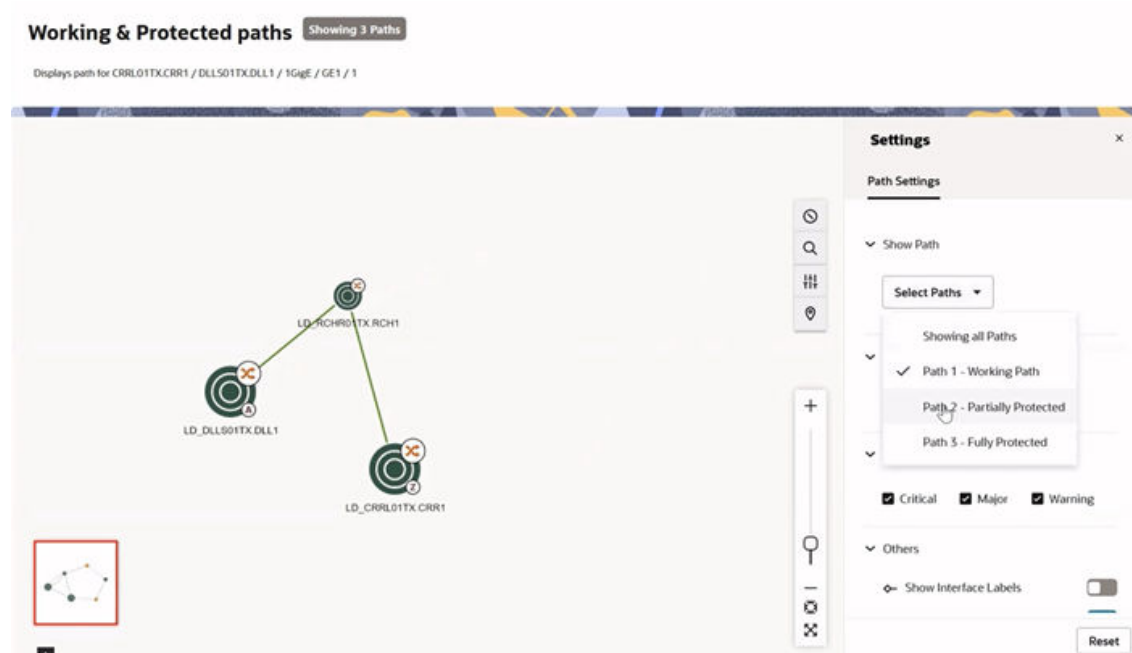 Working & Protected paths
Showing 3 Paths
Displays path for CRRL01TX.CRR1 / DLLS01TX.DLL1 / 1GigE / GE1 / 1
Settings
×
Path Settings
Show Path
Select Paths
Showing all Paths
Path 1 - Working Path
Path 2 - Partially Protected
Path 3 - Fully Protected
LD_RCHR01TX.RCH1
A
LD_DLLS01TX.DLL1
Z
LD_CRRL01TX.CRR1
Critical
Major
Warning
Others
Show Interface Labels
Reset